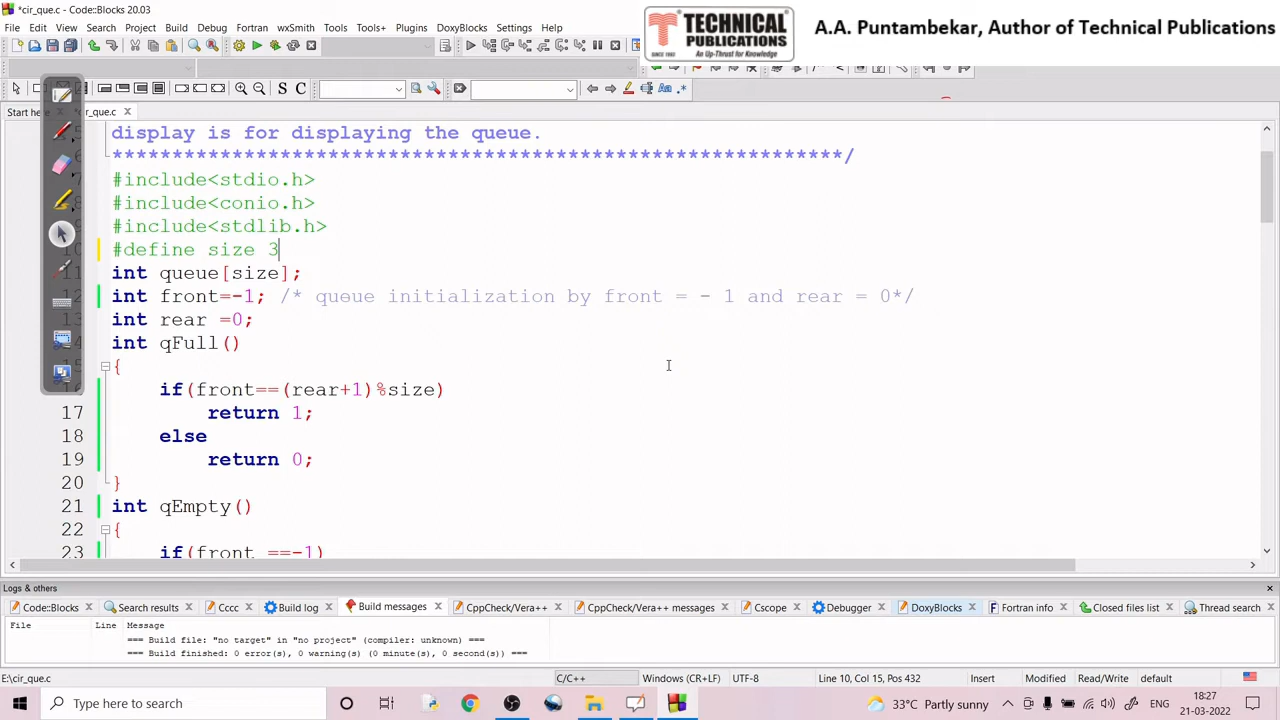 *cir_que.c - Code::Blocks 20.03
File Edit View Search Project Build Debug Fortran wxSmith Tools Tools+ Plugins DoxyBlocks Settings
TECHNICAL
PUBLICATIONS
SINCE 1993
An Up-Thrust for Knowledge
A.A. Puntambekar, Author of Technical Publications
S C
Aa .*
Start here cir_que.c
display is for displaying the queue.
*************************************************************/
#include<stdio.h>
#include<conio.h>
#include<stdlib.h>
#define size 3
int queue[size];
int front=-1; /* queue initialization by front = - 1 and rear = 0*/
int rear =0;
int qFull()
{
if(front==(rear+1)%size)
17 return 1;
18 else
19 return 0;
20 }
21 int qEmpty()
22 {
23 if(front ==-1)
Logs & others
Code::Blocks Search results Cccc Build log Build messages CppCheck/Vera++ CppCheck/Vera++ messages Cscope Debugger DoxyBlocks Fortran info Closed files list Thread search
File Line Message
=== Build file: "no target" in "no project" (compiler: unknown) ===
=== Build finished: 0 error(s), 0 warning(s) (0 minute(s), 0 second(s)) ===
E:\cir_que.c C/C++ Windows (CR+LF) UTF-8 Line 10, Col 15, Pos 432 Insert Modified Read/Write default
Type here to search
33°C Partly sunny
ENG
18:27
21-03-2022